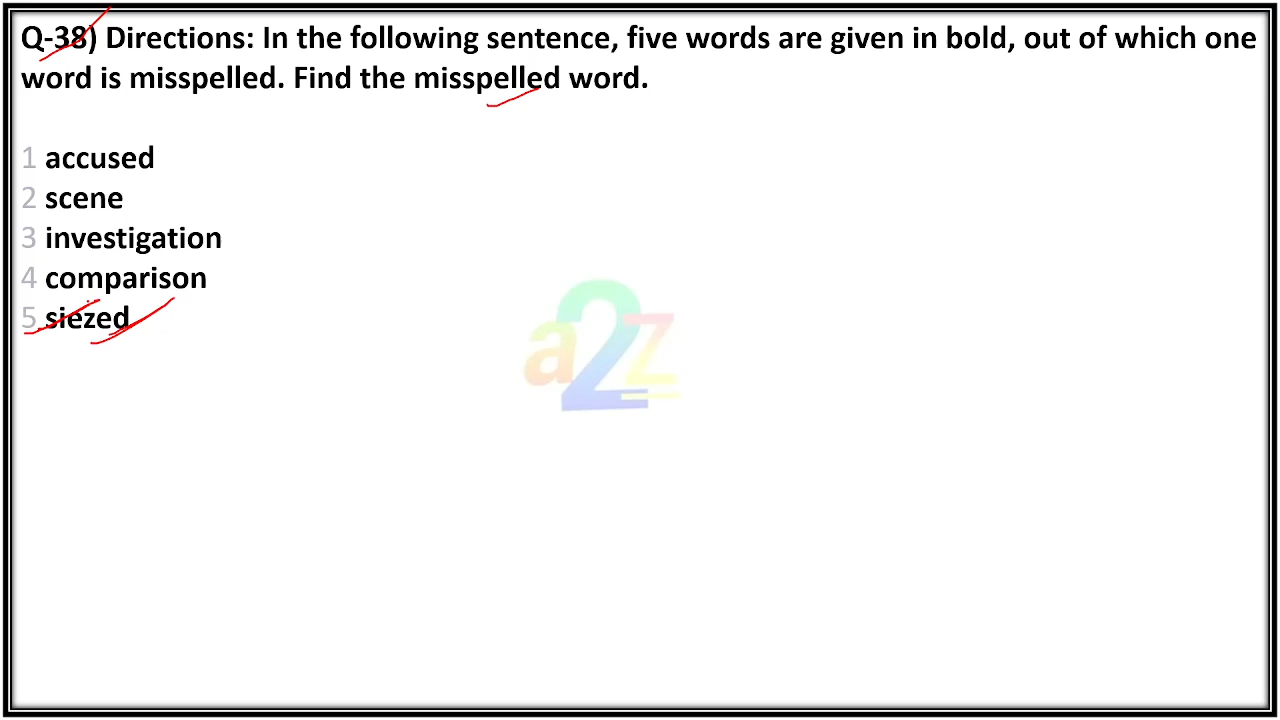 Q-38) Directions: In the following sentence, five words are given in bold, out of which one
word is misspelled. Find the misspelled word.
1 accused
2 scene
3 investigation
4 comparison
5 siezed
a2z